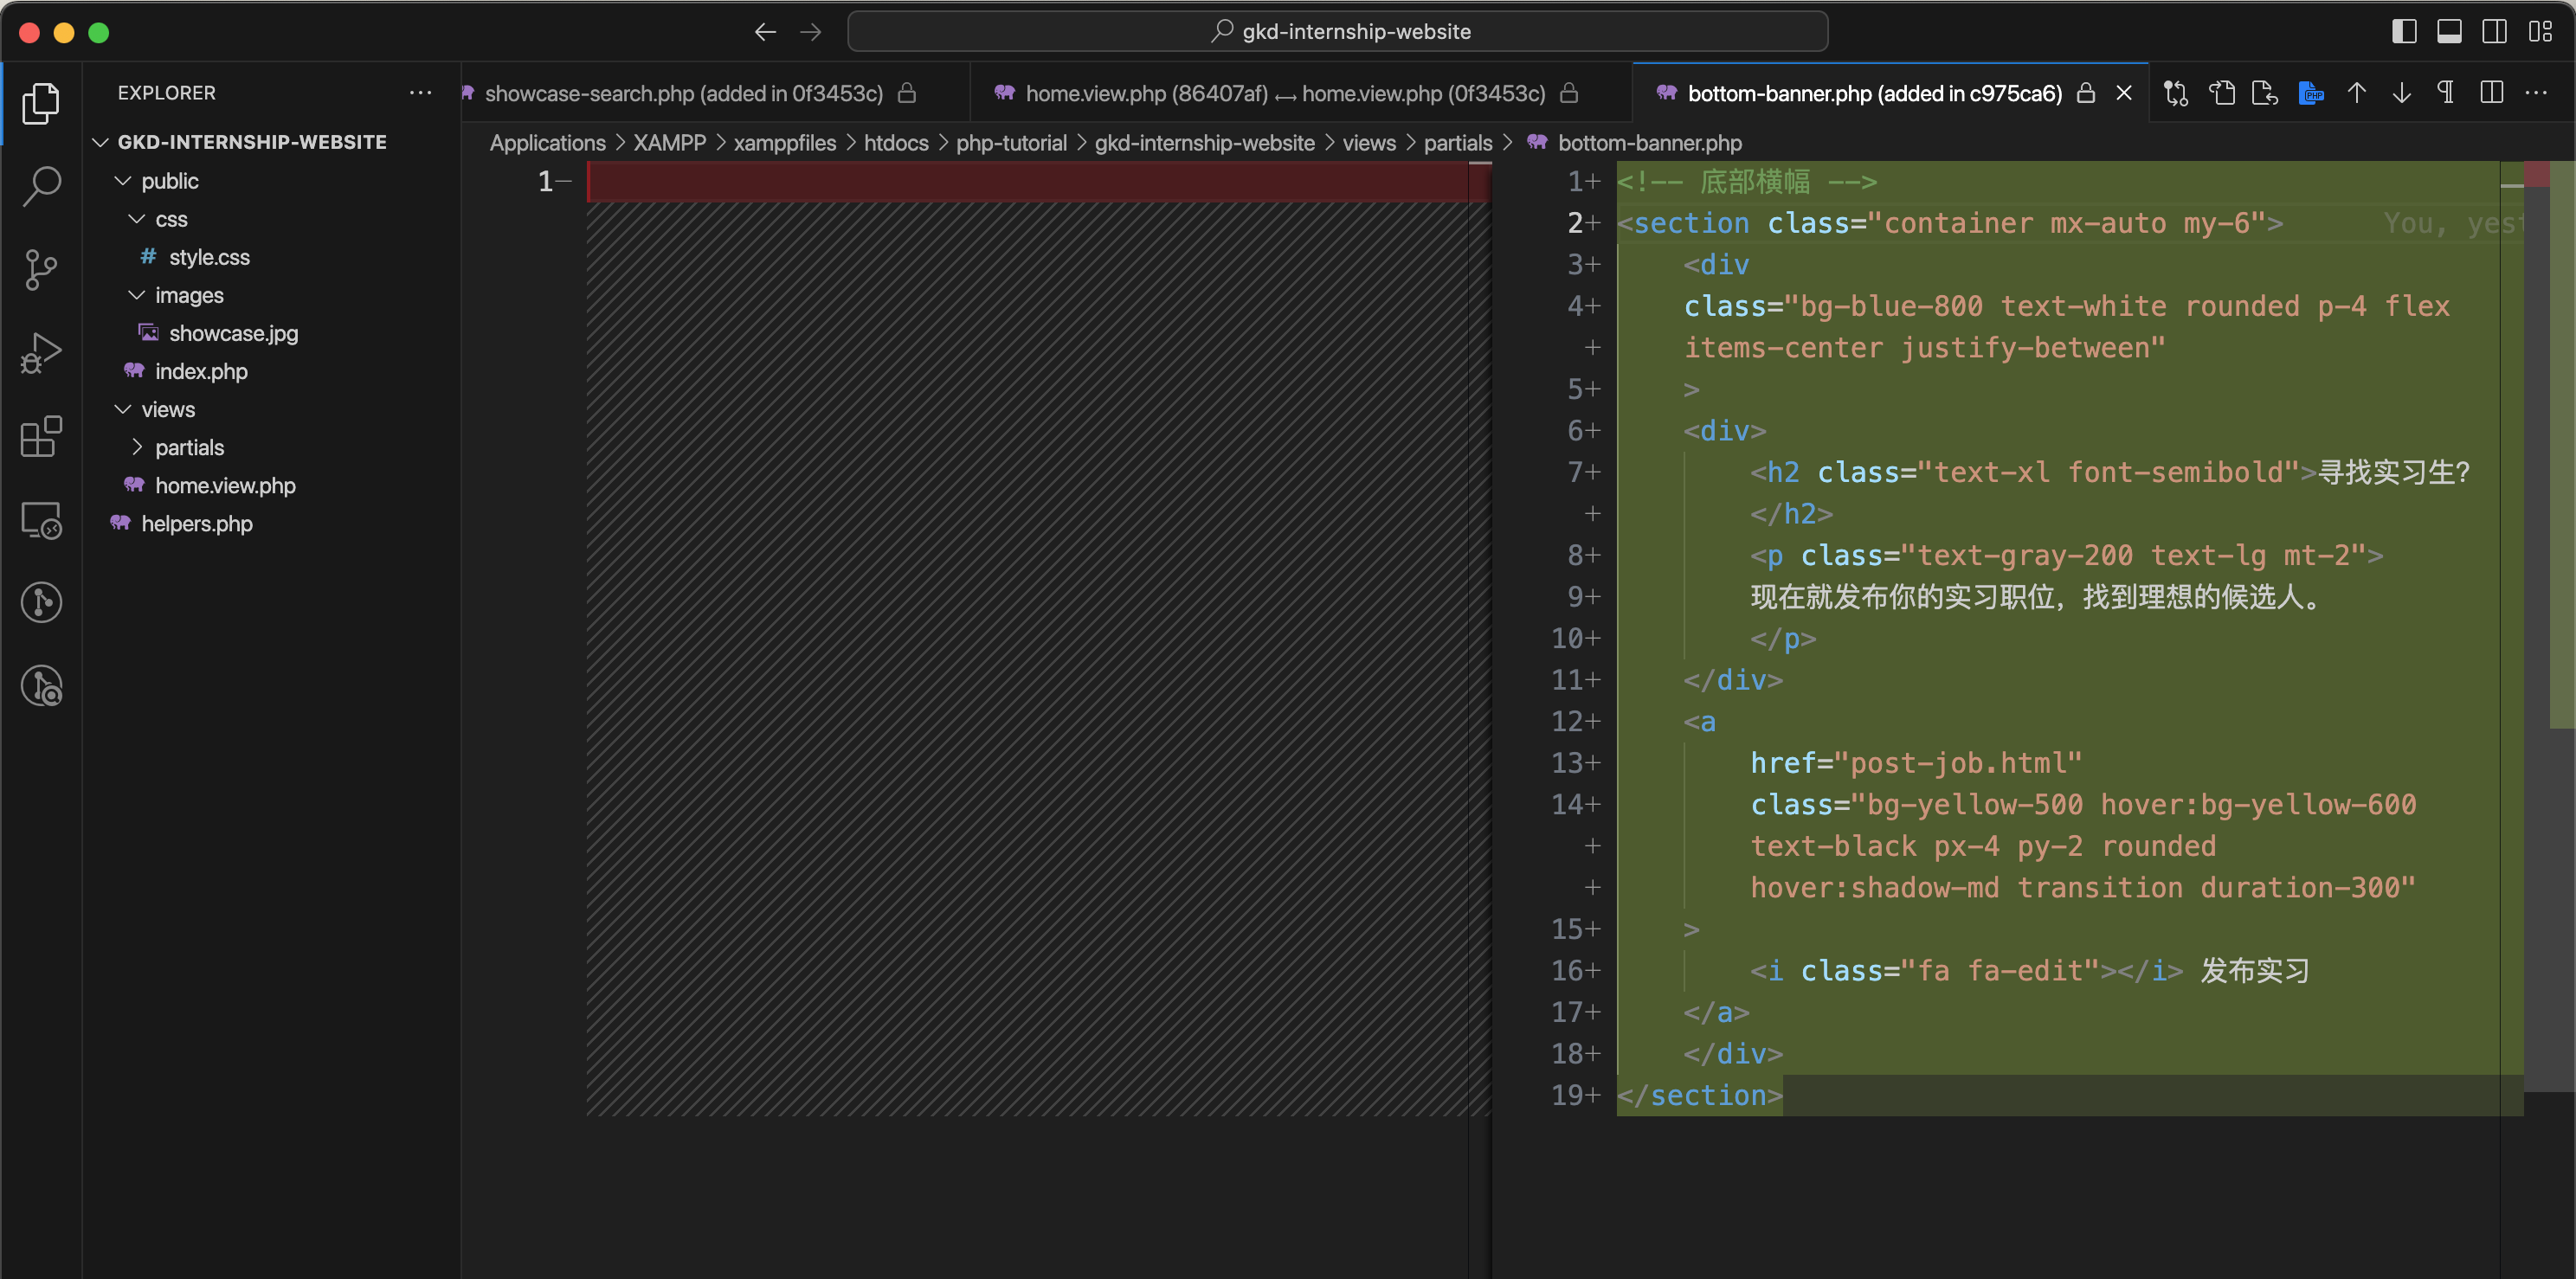 gkd-internship-website
EXPLORER
showcase-search.php (added in 0f3453c)
home.view.php (86407af) ⟷ home.view.php (0f3453c)
bottom-banner.php (added in c975ca6)
GKD-INTERNSHIP-WEBSITE
public
css
# style.css
images
showcase.jpg
index.php
views
partials
home.view.php
helpers.php
Applications > XAMPP > xamppfiles > htdocs > php-tutorial > gkd-internship-website > views > partials > bottom-banner.php
1−
1+ <!-- 底部横幅 -->
2+ <section class="container mx-auto my-6"> You,
3+ <div
4+ class="bg-blue-800 text-white rounded p-4 flex
+ items-center justify-between"
5+ >
6+ <div>
7+ <h2 class="text-xl font-semibold">寻找实习生?
+ </h2>
8+ <p class="text-gray-200 text-lg mt-2">
9+ 现在就发布你的实习职位，找到理想的候选人。
10+ </p>
11+ </div>
12+ <a
13+ href="post-job.html"
14+ class="bg-yellow-500 hover:bg-yellow-600
+ text-black px-4 py-2 rounded
+ hover:shadow-md transition duration-300"
15+ >
16+ <i class="fa fa-edit"></i> 发布实习
17+ </a>
18+ </div>
19+ </section>